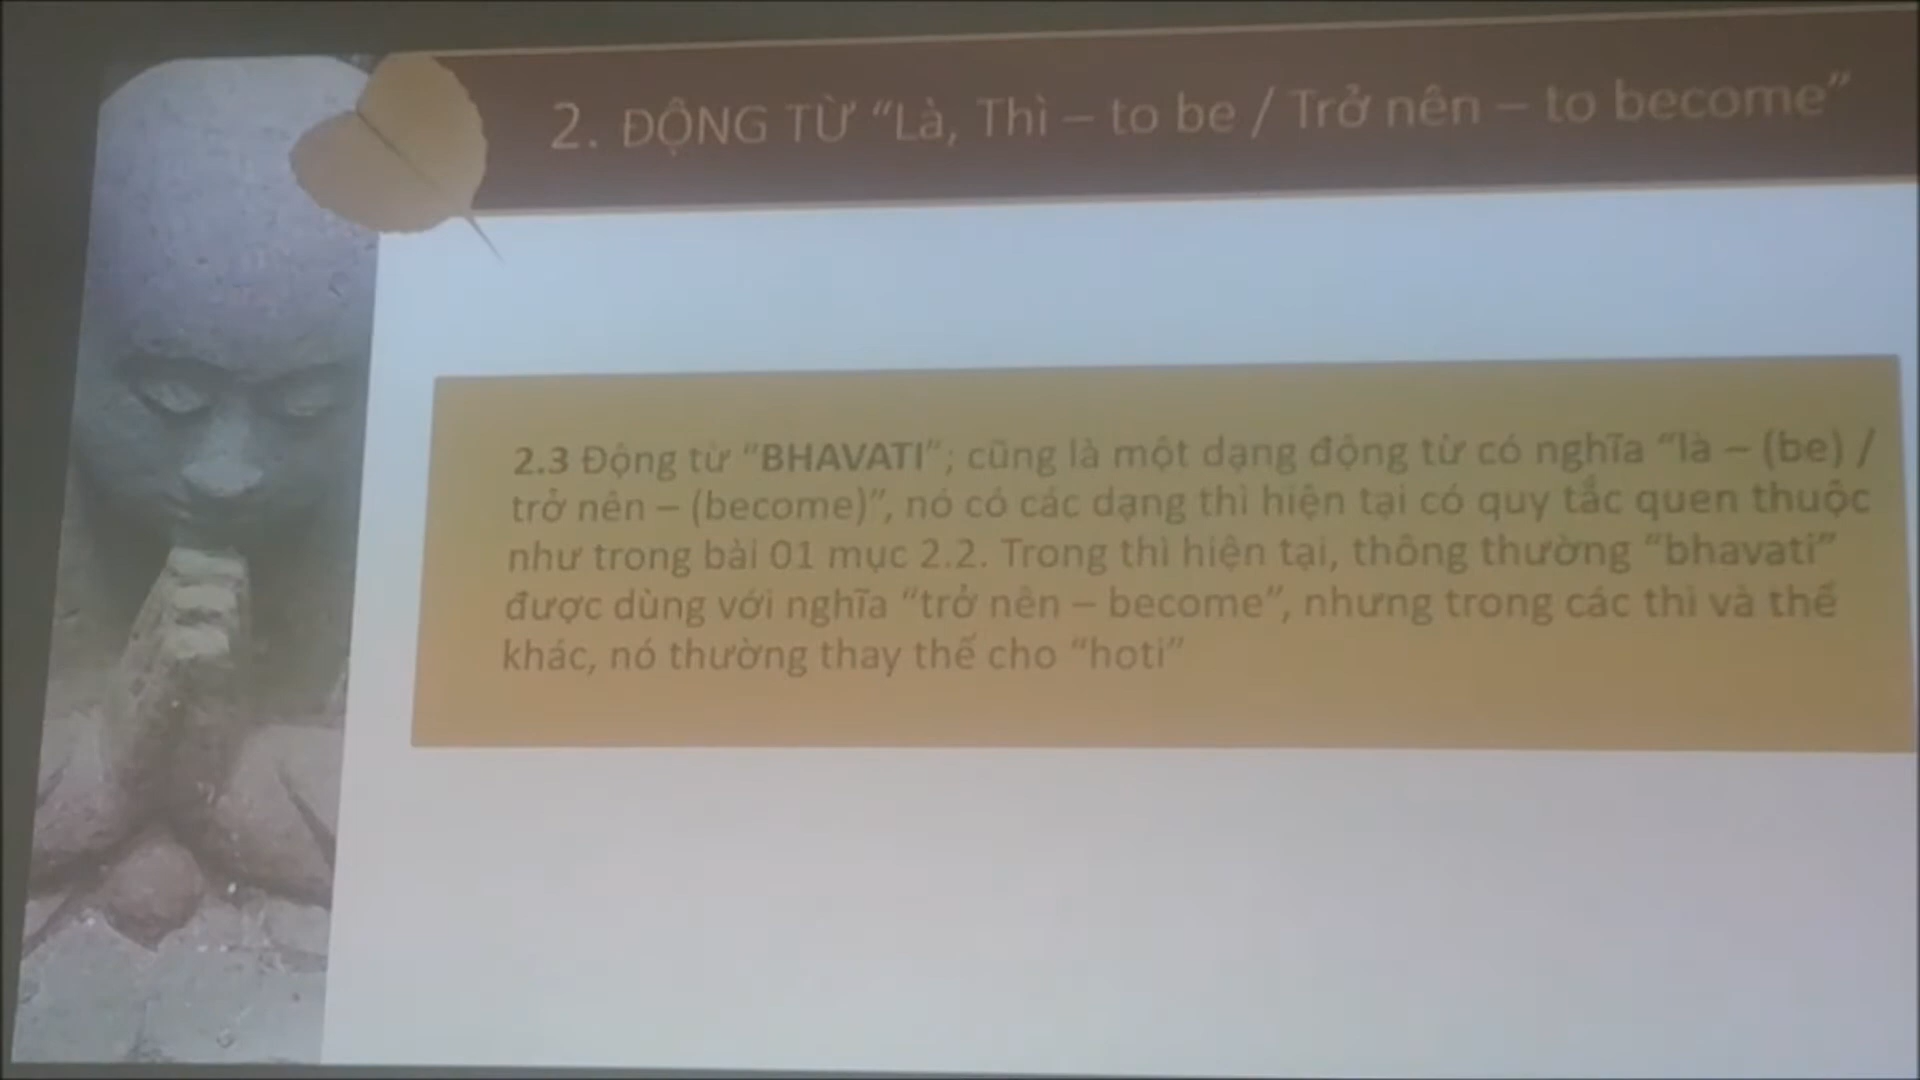 2. ĐỘNG TỪ “Là, Thì – to be / Trở nên – to become”
2.3 Động từ “BHAVATI”; cũng là một dạng động từ có nghĩa “là – (be) /
trở nên – (become)”, nó có các dạng thì hiện tại có quy tắc quen thuộc
như trong bài 01 mục 2.2. Trong thì hiện tại, thông thường “bhavati”
được dùng với nghĩa “trở nên – become”, nhưng trong các thì và thể
khác, nó thường thay thế cho “hoti”